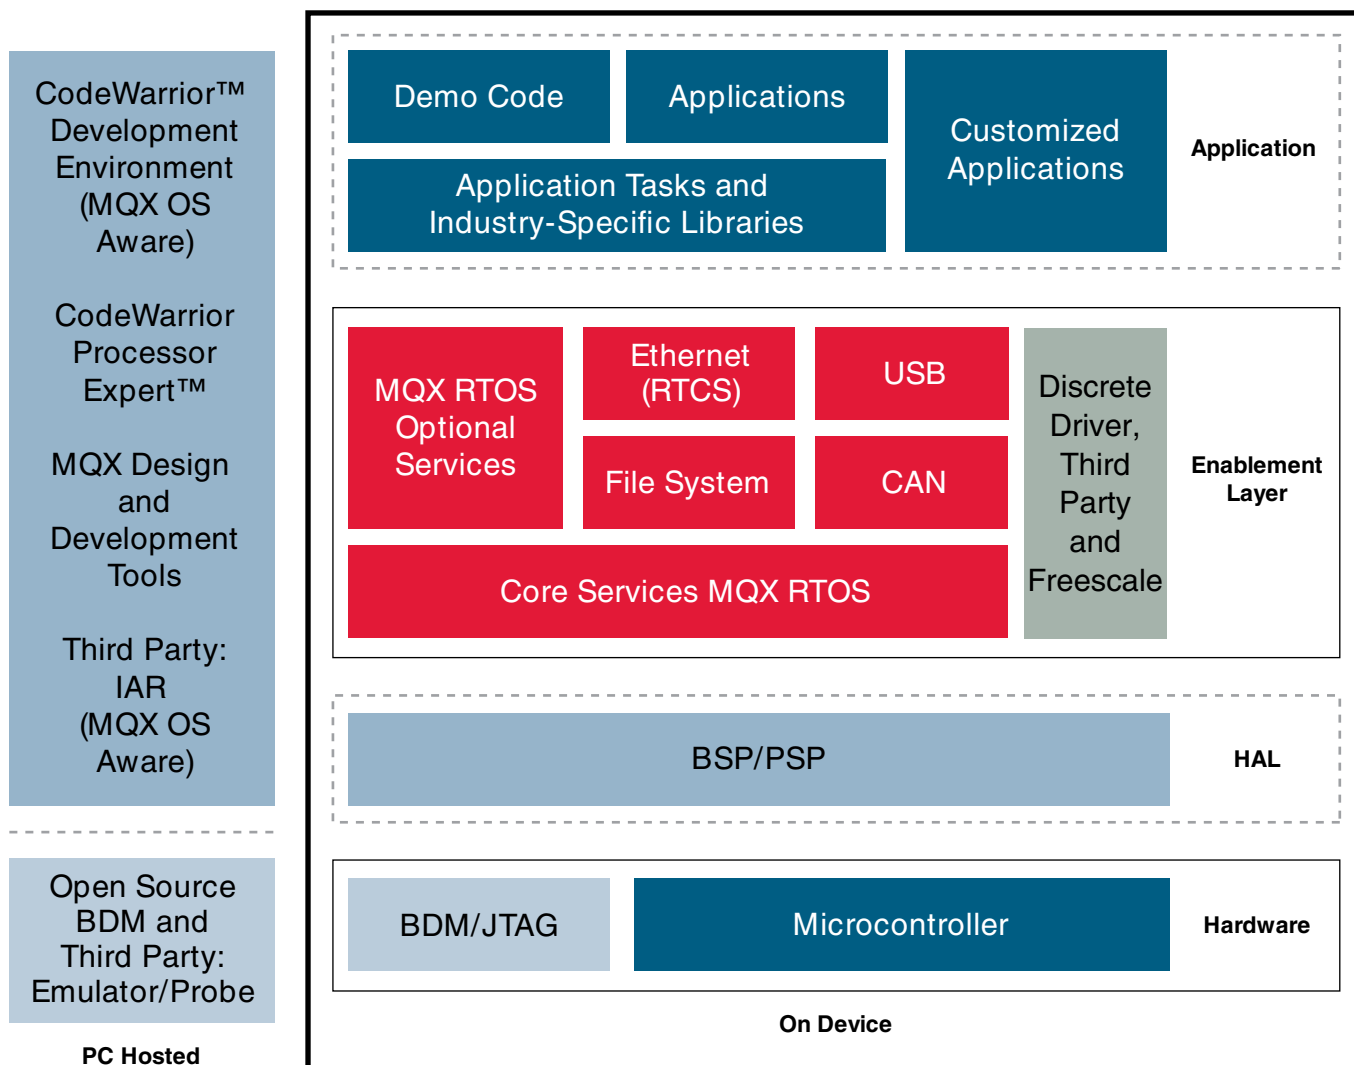 CodeWarrior™
Development
Environment
(MQX OS
Aware)
CodeWarrior
Processor
Expert™
MQX Design
and
Development
Tools
Third Party:
IAR
(MQX OS
Aware)
Open Source
BDM and
Third Party:
Emulator/Probe
PC Hosted
Demo Code
Applications
Customized
Applications
Application Tasks and
Industry-Specific Libraries
Application
MQX RTOS
Optional
Services
Ethernet
(RTCS)
USB
File System
CAN
Core Services MQX RTOS
Discrete
Driver,
Third
Party
and
Freescale
Enablement
Layer
BSP/PSP
HAL
BDM/JTAG
Microcontroller
Hardware
On Device